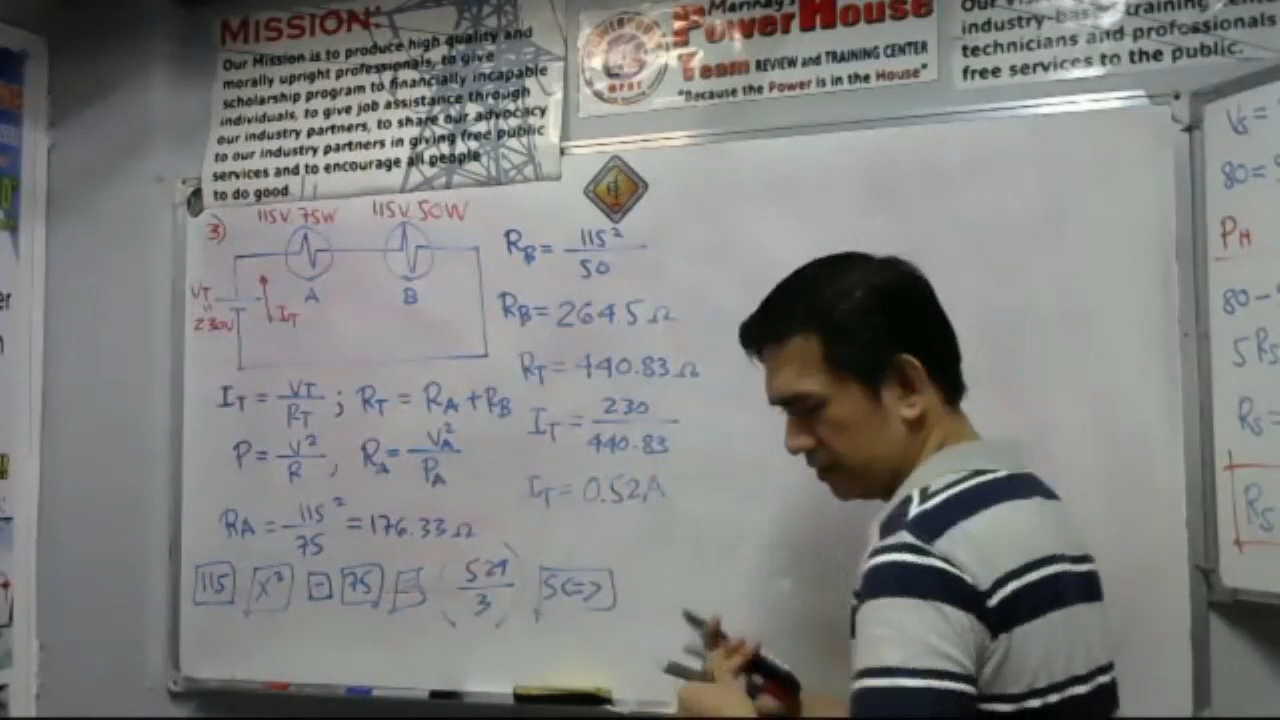 MISSION:
Our Mission is to produce high quality and
morally upright professionals, to give
scholarship program to financially incapable
individuals, to give job assistance through
our industry partners, to share our advocacy
to our industry partners in giving free public
services and to encourage all people
to do good
PowerHouse
Team REVIEW and TRAINING CENTER
"Because the Power is in the House"
industry-based training
technicians and professionals
free services to the public.
3)
115V 75W
115V 50W
A
B
VT
=
230V
IT
IT = VT/RT ; RT = RA + RB
P = V²/R , RA = VA²/PA
RA = 115²/75 = 176.33 Ω
115 x² ÷ 75 = 529/3 S<=>
RB = 115²/50
RB = 264.5 Ω
RT = 440.83 Ω
IT = 230/440.83
IT = 0.52A
Vs =
80 =
PH
80 -
5Rs
Rs =
Rs